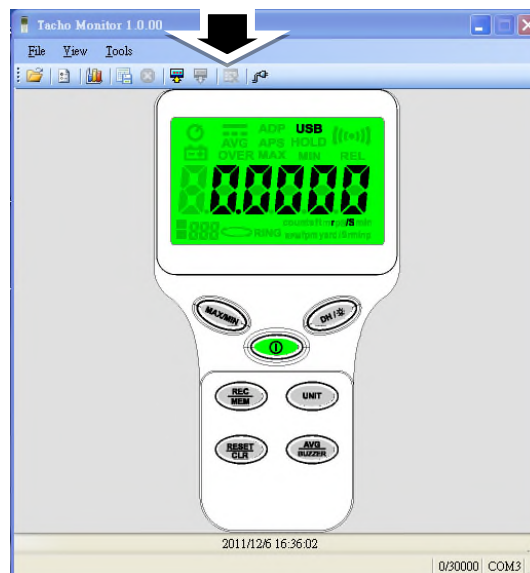 Tacho Monitor 1.0.00
File View Tools
ADP USB
AVG APS HOLD ((ı•ı))
OVER MAX MIN REL
0.0000
888 RING
MAX/MIN
DH /
REC
MEM
UNIT
RESET
CLR
AVG
BUZZER
2011/12/6 16:36:02
0/30000 COM3